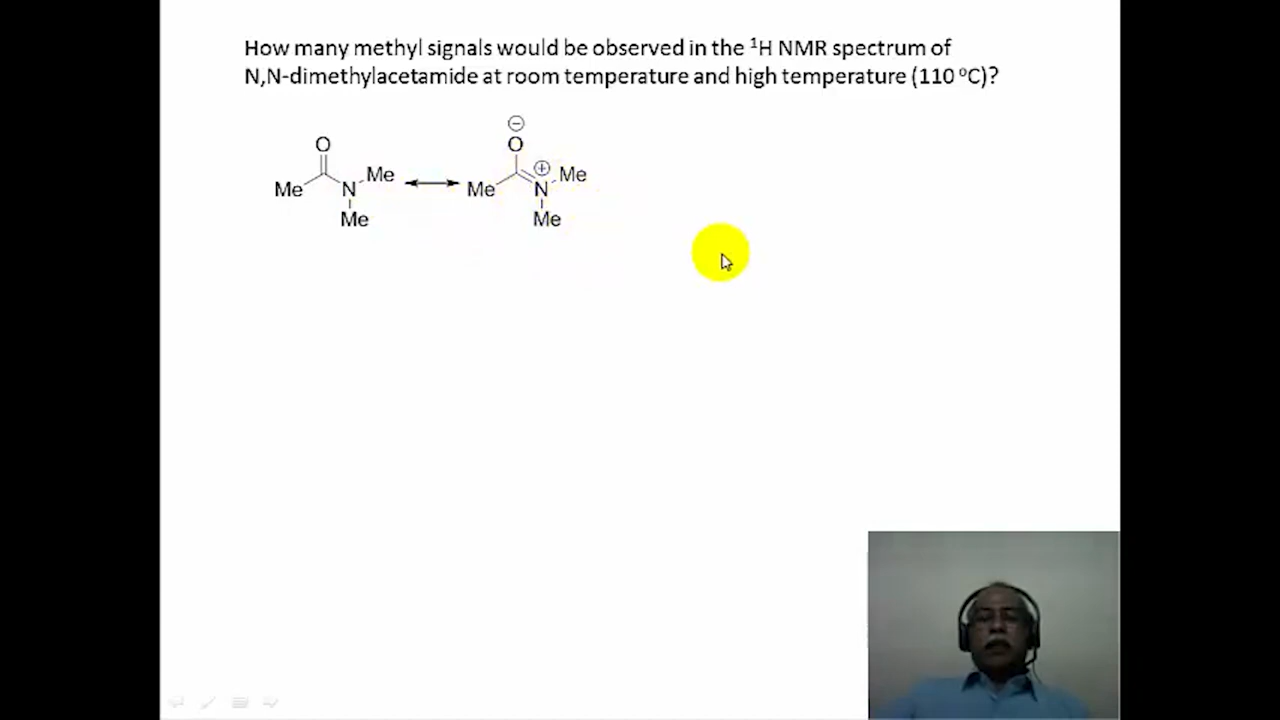 How many methyl signals would be observed in the ¹H NMR spectrum of
N,N-dimethylacetamide at room temperature and high temperature (110 ºC)?
O
Me
N
Me
Me
⊖
O
Me
⊕
N
Me
Me